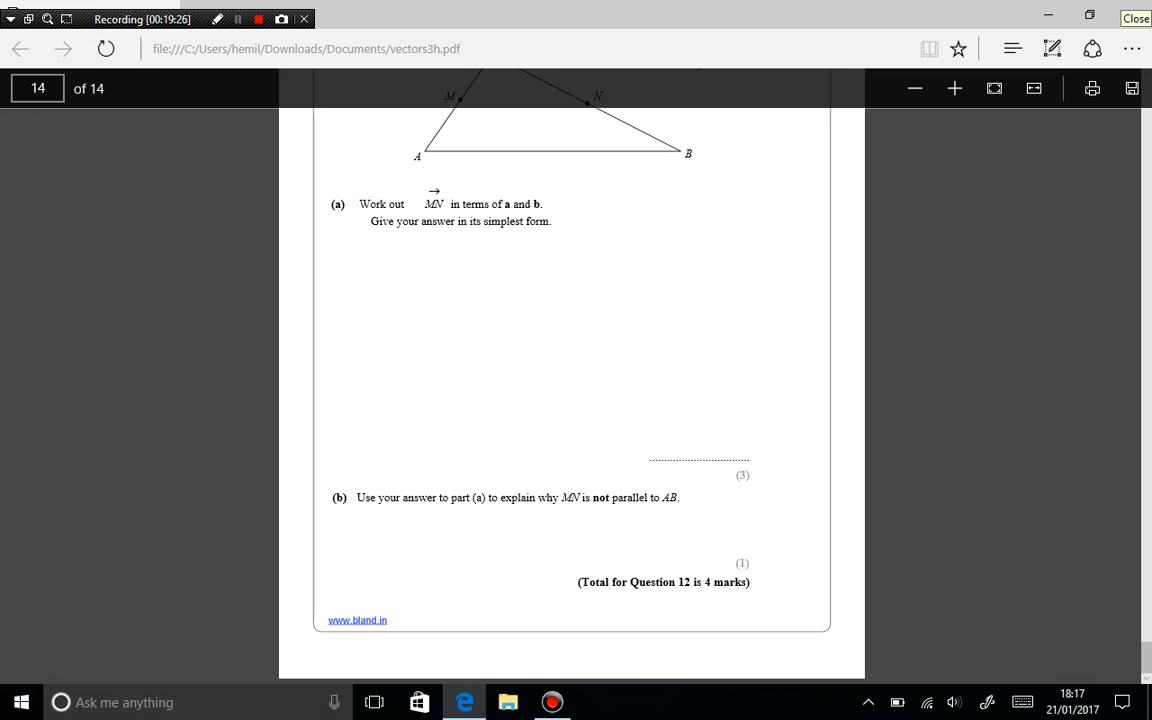 Recording [00:19:26]
Close
file:///C:/Users/hemil/Downloads/Documents/vectors3h.pdf
14 of 14
M
N
A
B
(a) Work out MN in terms of a and b.
Give your answer in its simplest form.
(3)
(b) Use your answer to part (a) to explain why MN is not parallel to AB.
(1)
(Total for Question 12 is 4 marks)
www.bland.in
Ask me anything
18:17
21/01/2017